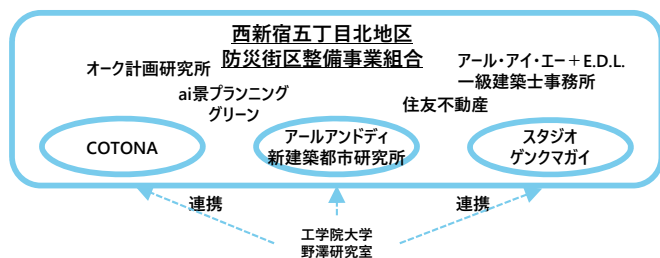 西新宿五丁目北地区
防災街区整備事業組合
オーク計画研究所
ai景プランニング
グリーン
アール・アイ・エー＋E.D.L.
一級建築士事務所
住友不動産
COTONA
アールアンドディ
新建築都市研究所
スタジオ
ゲンクマガイ
連携
連携
工学院大学
野澤研究室